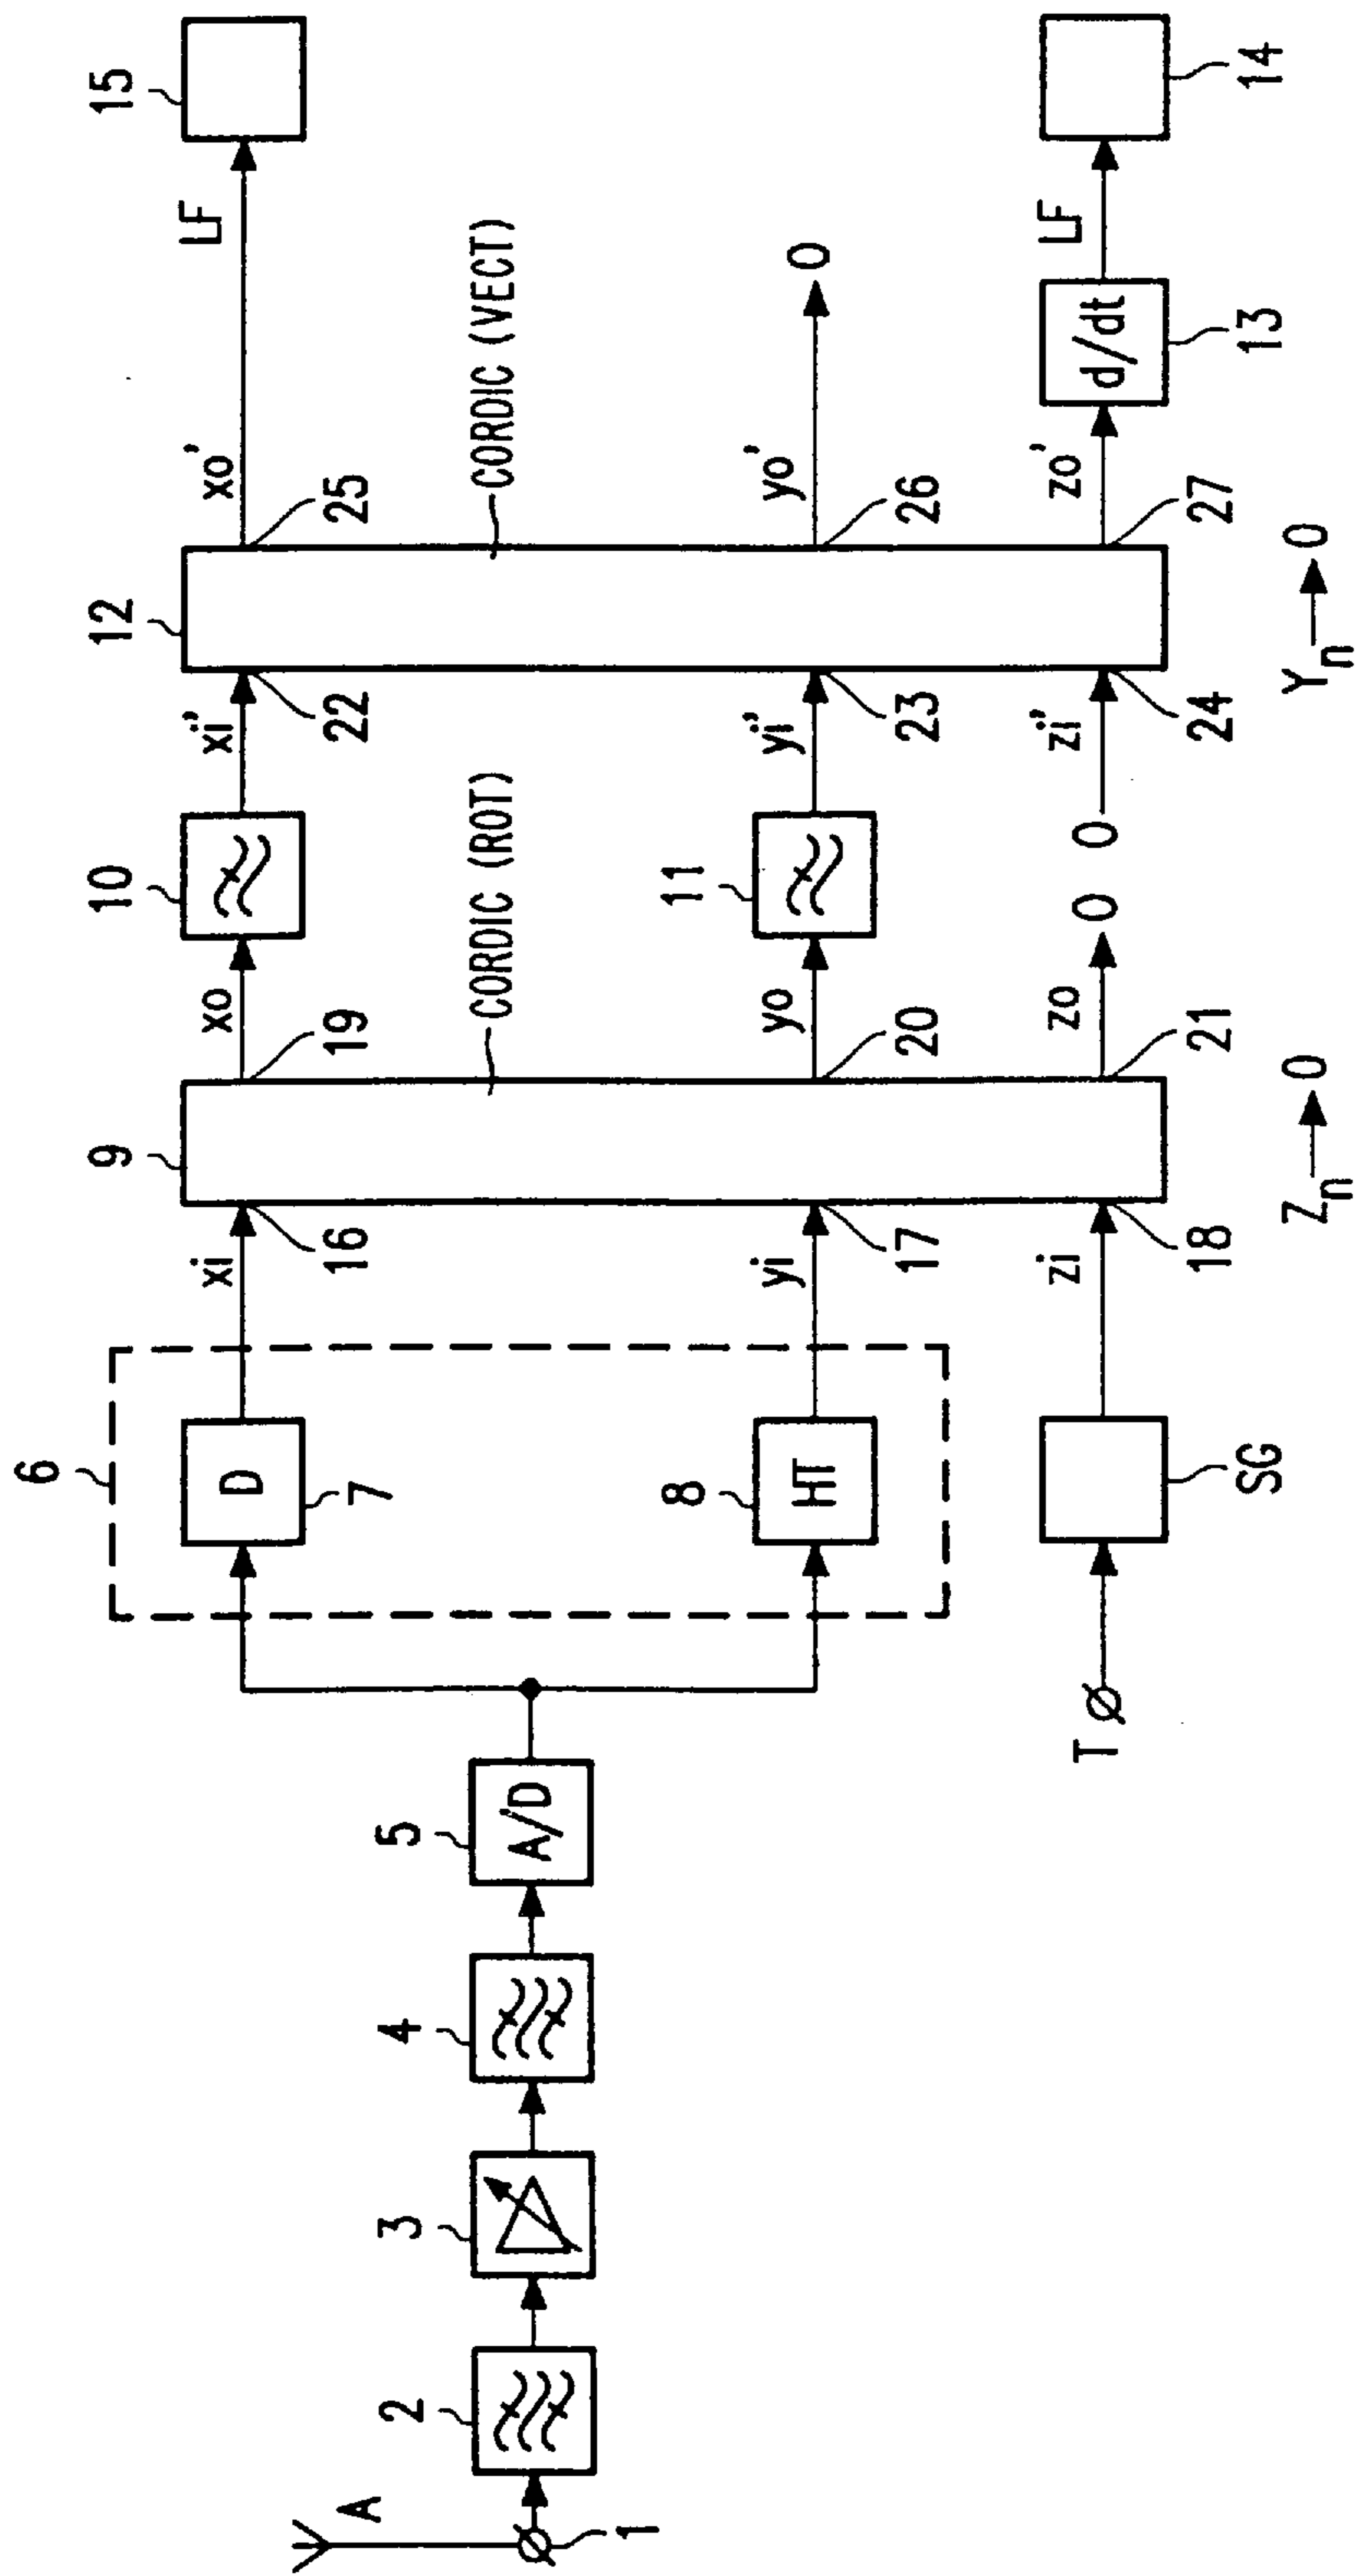 A
1
2
3
4
5
A/D
6
7
D
8
HT
T
SG
xi
16
yi
17
zi
18
9
CORDIC (ROT)
Zn
0
xo
19
yo
20
zo
21
0
10
11
0
xi'
22
yi'
23
zi'
24
12
CORDIC (VECT)
Yn
0
xo'
25
yo'
26
zo'
27
0
d/dt
13
LF
15
LF
14